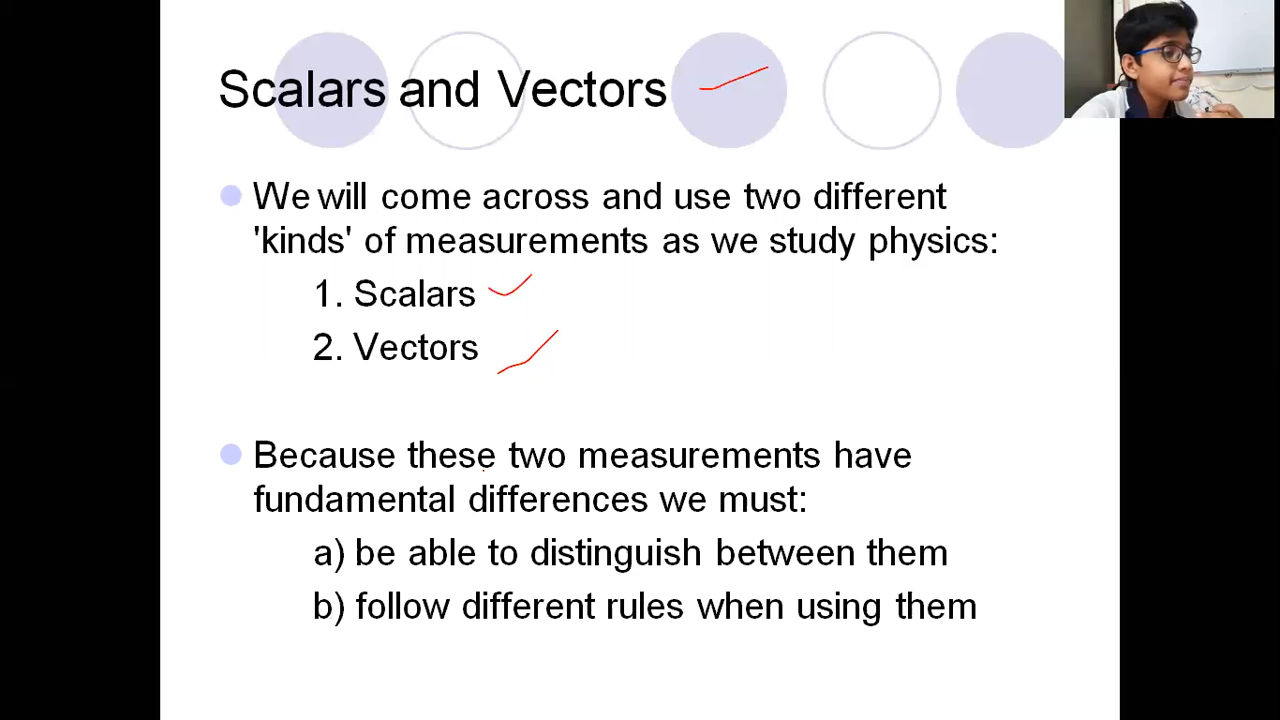 Scalars and Vectors
We will come across and use two different
'kinds' of measurements as we study physics:
1. Scalars
2. Vectors
Because these two measurements have
fundamental differences we must:
a) be able to distinguish between them
b) follow different rules when using them